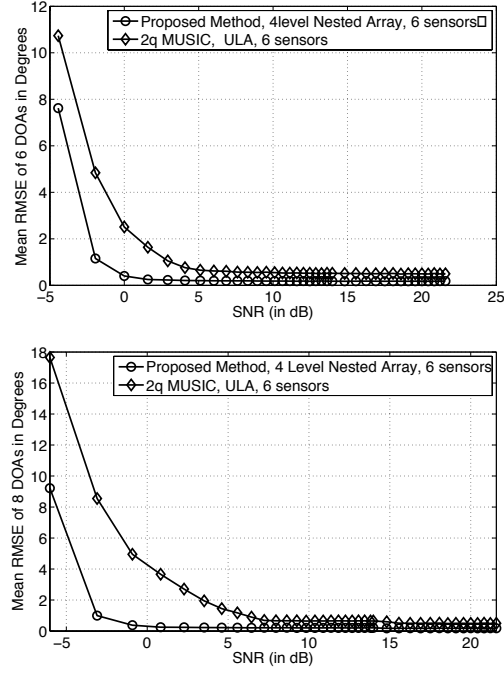 12
10
8
6
4
2
0
Mean RMSE of 6 DOAs in Degrees
Proposed Method, 4level Nested Array, 6 sensors□
2q MUSIC, ULA, 6 sensors
−5 0 5 10 15 20 25
SNR (in dB)
18
16
14
12
10
8
6
4
2
0
Mean RMSE of 8 DOAs in Degrees
Proposed Method, 4 Level Nested Array, 6 sensors
2q MUSIC, ULA, 6 sensors
−5 0 5 10 15 20
SNR (in dB)